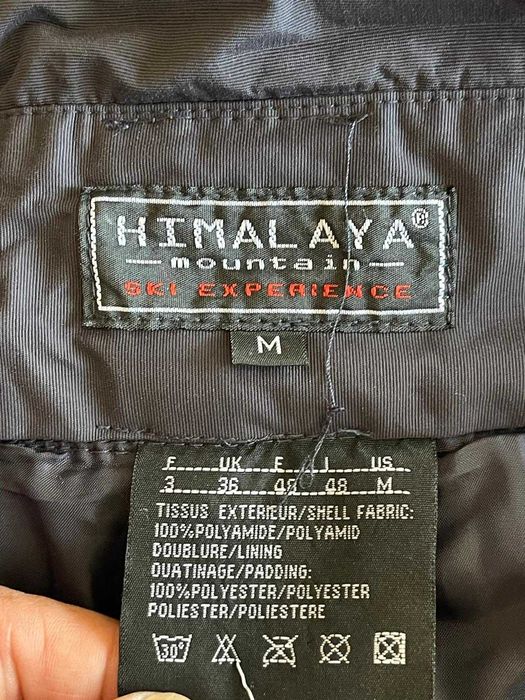 HIMALAYA®
mountain
SKI EXPERIENCE
M
F UK E I US
3 36 48 48 M
TISSUS EXTERIEUR/SHELL FABRIC:
100%POLYAMIDE/POLYAMID
DOUBLURE/LINING
OUATINAGE/PADDING:
100%POLYESTER/POLYESTER
POLIESTER/POLIESTERE
30°